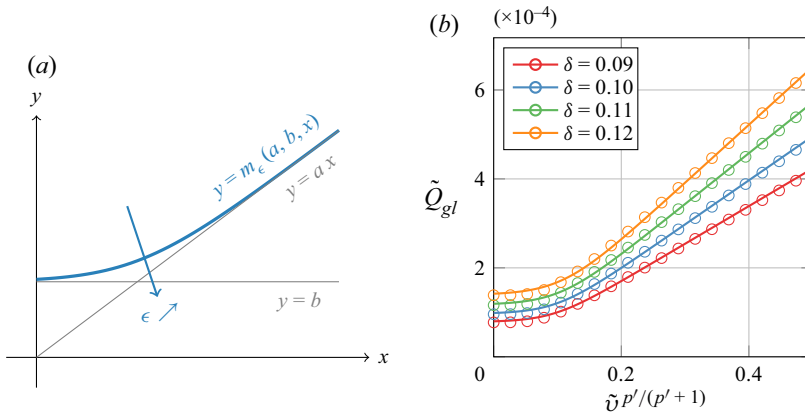 (a)
y
y = m_ϵ (a, b, x)
y = a x
y = b
ϵ ↗
x
(b)
(×10⁻⁴)
δ = 0.09
δ = 0.10
δ = 0.11
δ = 0.12
6
4
2
Q̃_gl
0
0.2
0.4
ṽ^{p′/(p′ + 1)}